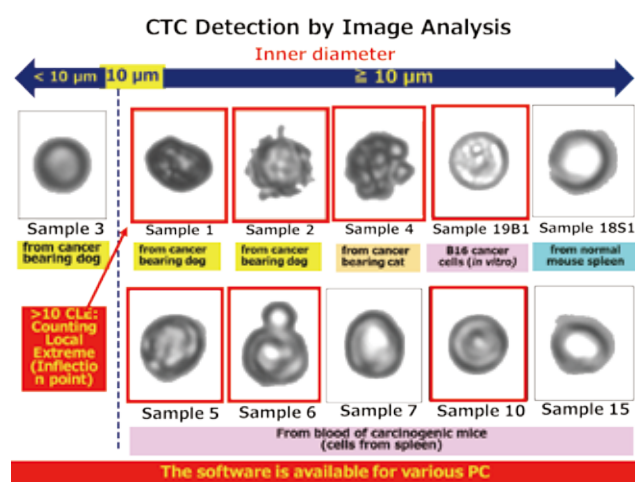 CTC Detection by Image Analysis
Inner diameter
< 10 μm
10 μm
≧ 10 μm
Sample 3
Sample 1
Sample 2
Sample 4
Sample 19B1
Sample 18S1
from cancer
bearing dog
from cancer
bearing dog
from cancer
bearing dog
from cancer
bearing cat
B16 cancer
cells (in vitro)
from normal
mouse spleen
>10 CLE:
Counting
Local
Extreme
(Inflectio
n point)
Sample 5
Sample 6
Sample 7
Sample 10
Sample 15
From blood of carcinogenic mice
(cells from spleen)
The software is available for various PC